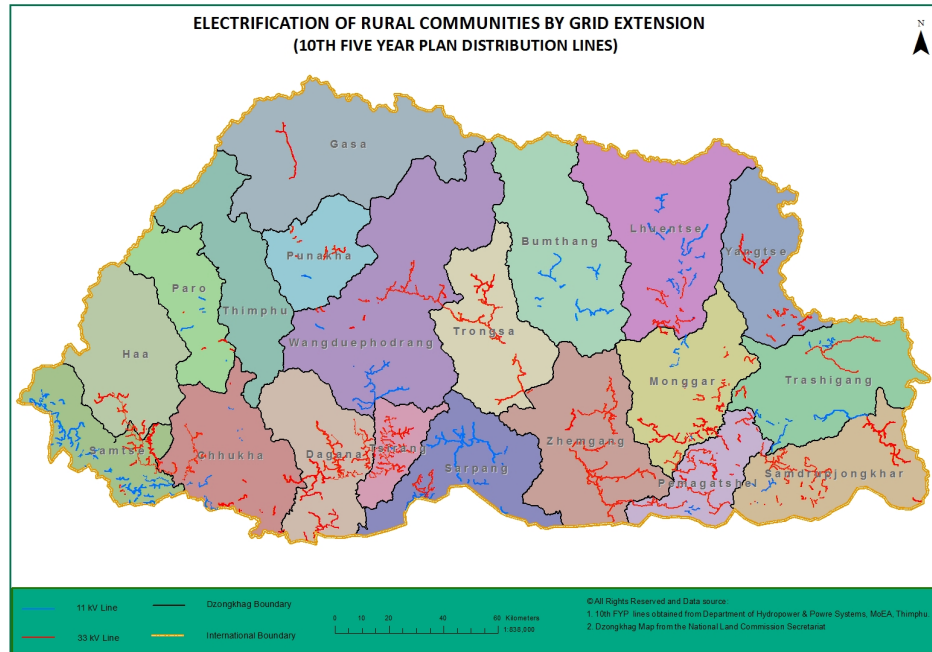 ELECTRIFICATION OF RURAL COMMUNITIES BY GRID EXTENSION
(10TH FIVE YEAR PLAN DISTRIBUTION LINES)
N
Gasa
Punakha
Bumthang
Lhuentse
Yangtse
Paro
Thimphu
Wangduephodrang
Trongsa
Haa
Monggar
Trashigang
Samtse
Chhukha
Dagana
Tsirang
Sarpang
Zhemgang
Pemagatshel
Samdrupjongkhar
11 kV Line
Dzongkhag Boundary
33 kV Line
International Boundary
0 10 20 40 60 Kilometers
1:838,000
©All Rights Reserved and Data source:
1. 10th FYP lines obtained from Department of Hydropower & Powre Systems, MoEA, Thimphu.
2. Dzongkhag Map from the National Land Commission Secretariat